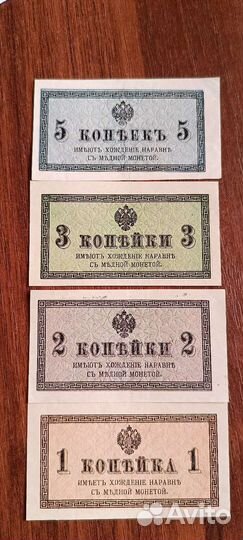 5 КОПѢЕКЪ 5
ИМѢЮТЪ ХОЖДЕНІЕ НАРАВНѢ
СЪ МѢДНОЙ МОНЕТОЙ.
3 КОПѢЙКИ 3
ИМѢЮТЪ ХОЖДЕНІЕ НАРАВНѢ
СЪ МѢДНОЙ МОНЕТОЙ.
2 КОПѢЙКИ 2
ИМѢЮТЪ ХОЖДЕНІЕ НАРАВНѢ
СЪ МѢДНОЙ МОНЕТОЙ.
1 КОПѢЙКА 1
ИМѢЕТЪ ХОЖДЕНІЕ НАРАВНѢ
СЪ МѢДНОЙ МОНЕТОЙ.
Avito